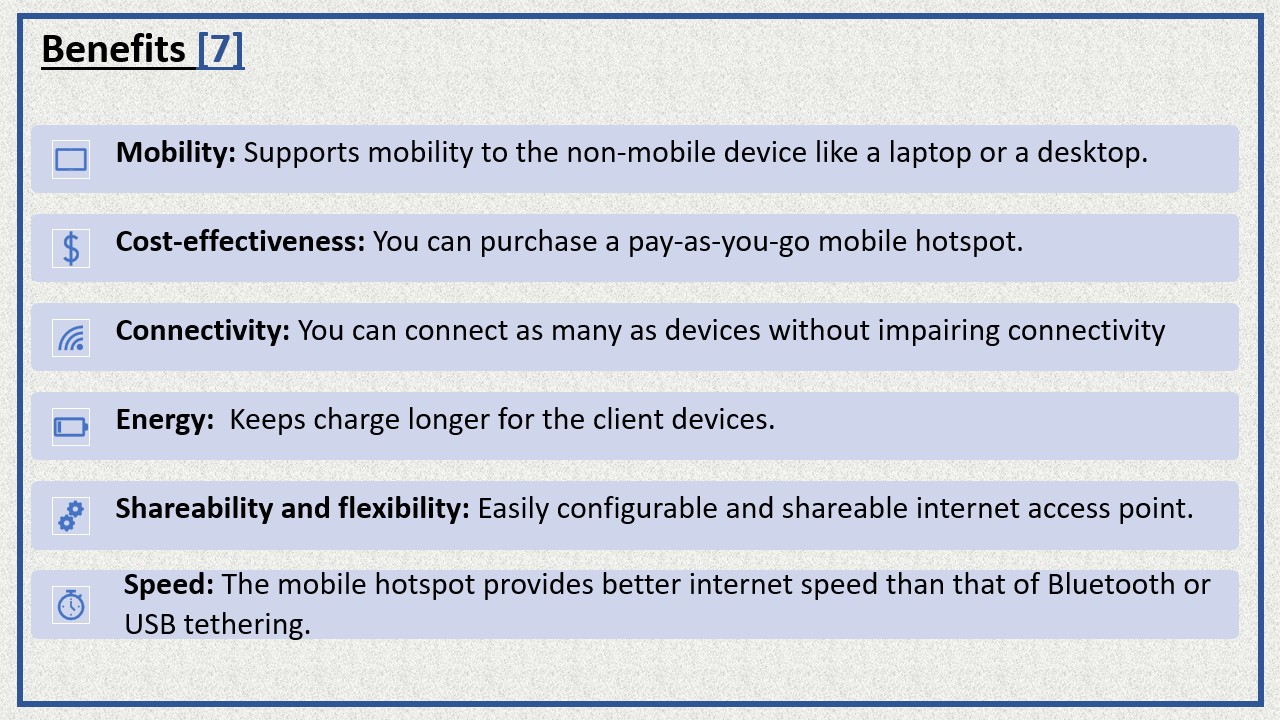 Benefits [7]
Mobility: Supports mobility to the non-mobile device like a laptop or a desktop.
Cost-effectiveness: You can purchase a pay-as-you-go mobile hotspot.
Connectivity: You can connect as many as devices without impairing connectivity
Energy:  Keeps charge longer for the client devices.
Shareability and flexibility: Easily configurable and shareable internet access point.
Speed: The mobile hotspot provides better internet speed than that of Bluetooth or
USB tethering.